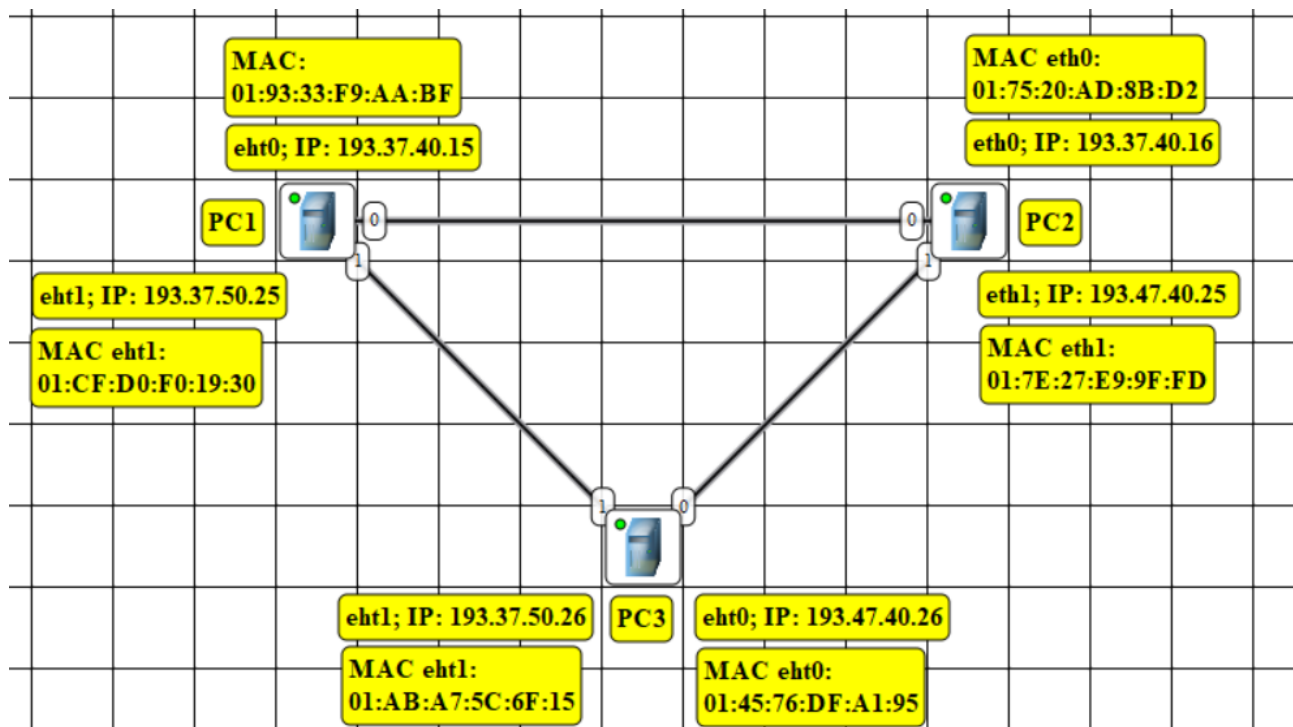 MAC:
01:93:33:F9:AA:BF
eht0; IP: 193.37.40.15
MAC eth0:
01:75:20:AD:8B:D2
eth0; IP: 193.37.40.16
PC1
0
0
PC2
1
1
eht1; IP: 193.37.50.25
MAC eht1:
01:CF:D0:F0:19:30
eth1; IP: 193.47.40.25
MAC eth1:
01:7E:27:E9:9F:FD
1
0
eht1; IP: 193.37.50.26
PC3
eht0; IP: 193.47.40.26
MAC eht1:
01:AB:A7:5C:6F:15
MAC eht0:
01:45:76:DF:A1:95